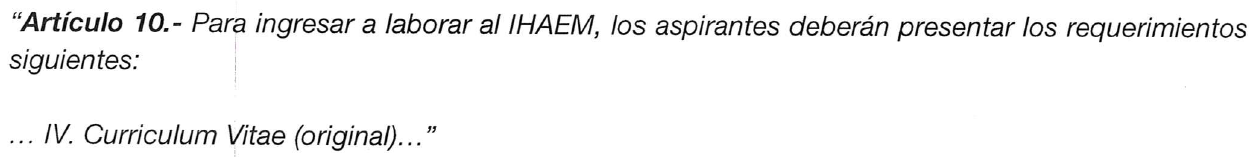 “Artículo 10.- Para ingresar a laborar al IHAEM, los aspirantes deberán presentar los requerimientos
siguientes:
... IV. Curriculum Vitae (original)...”